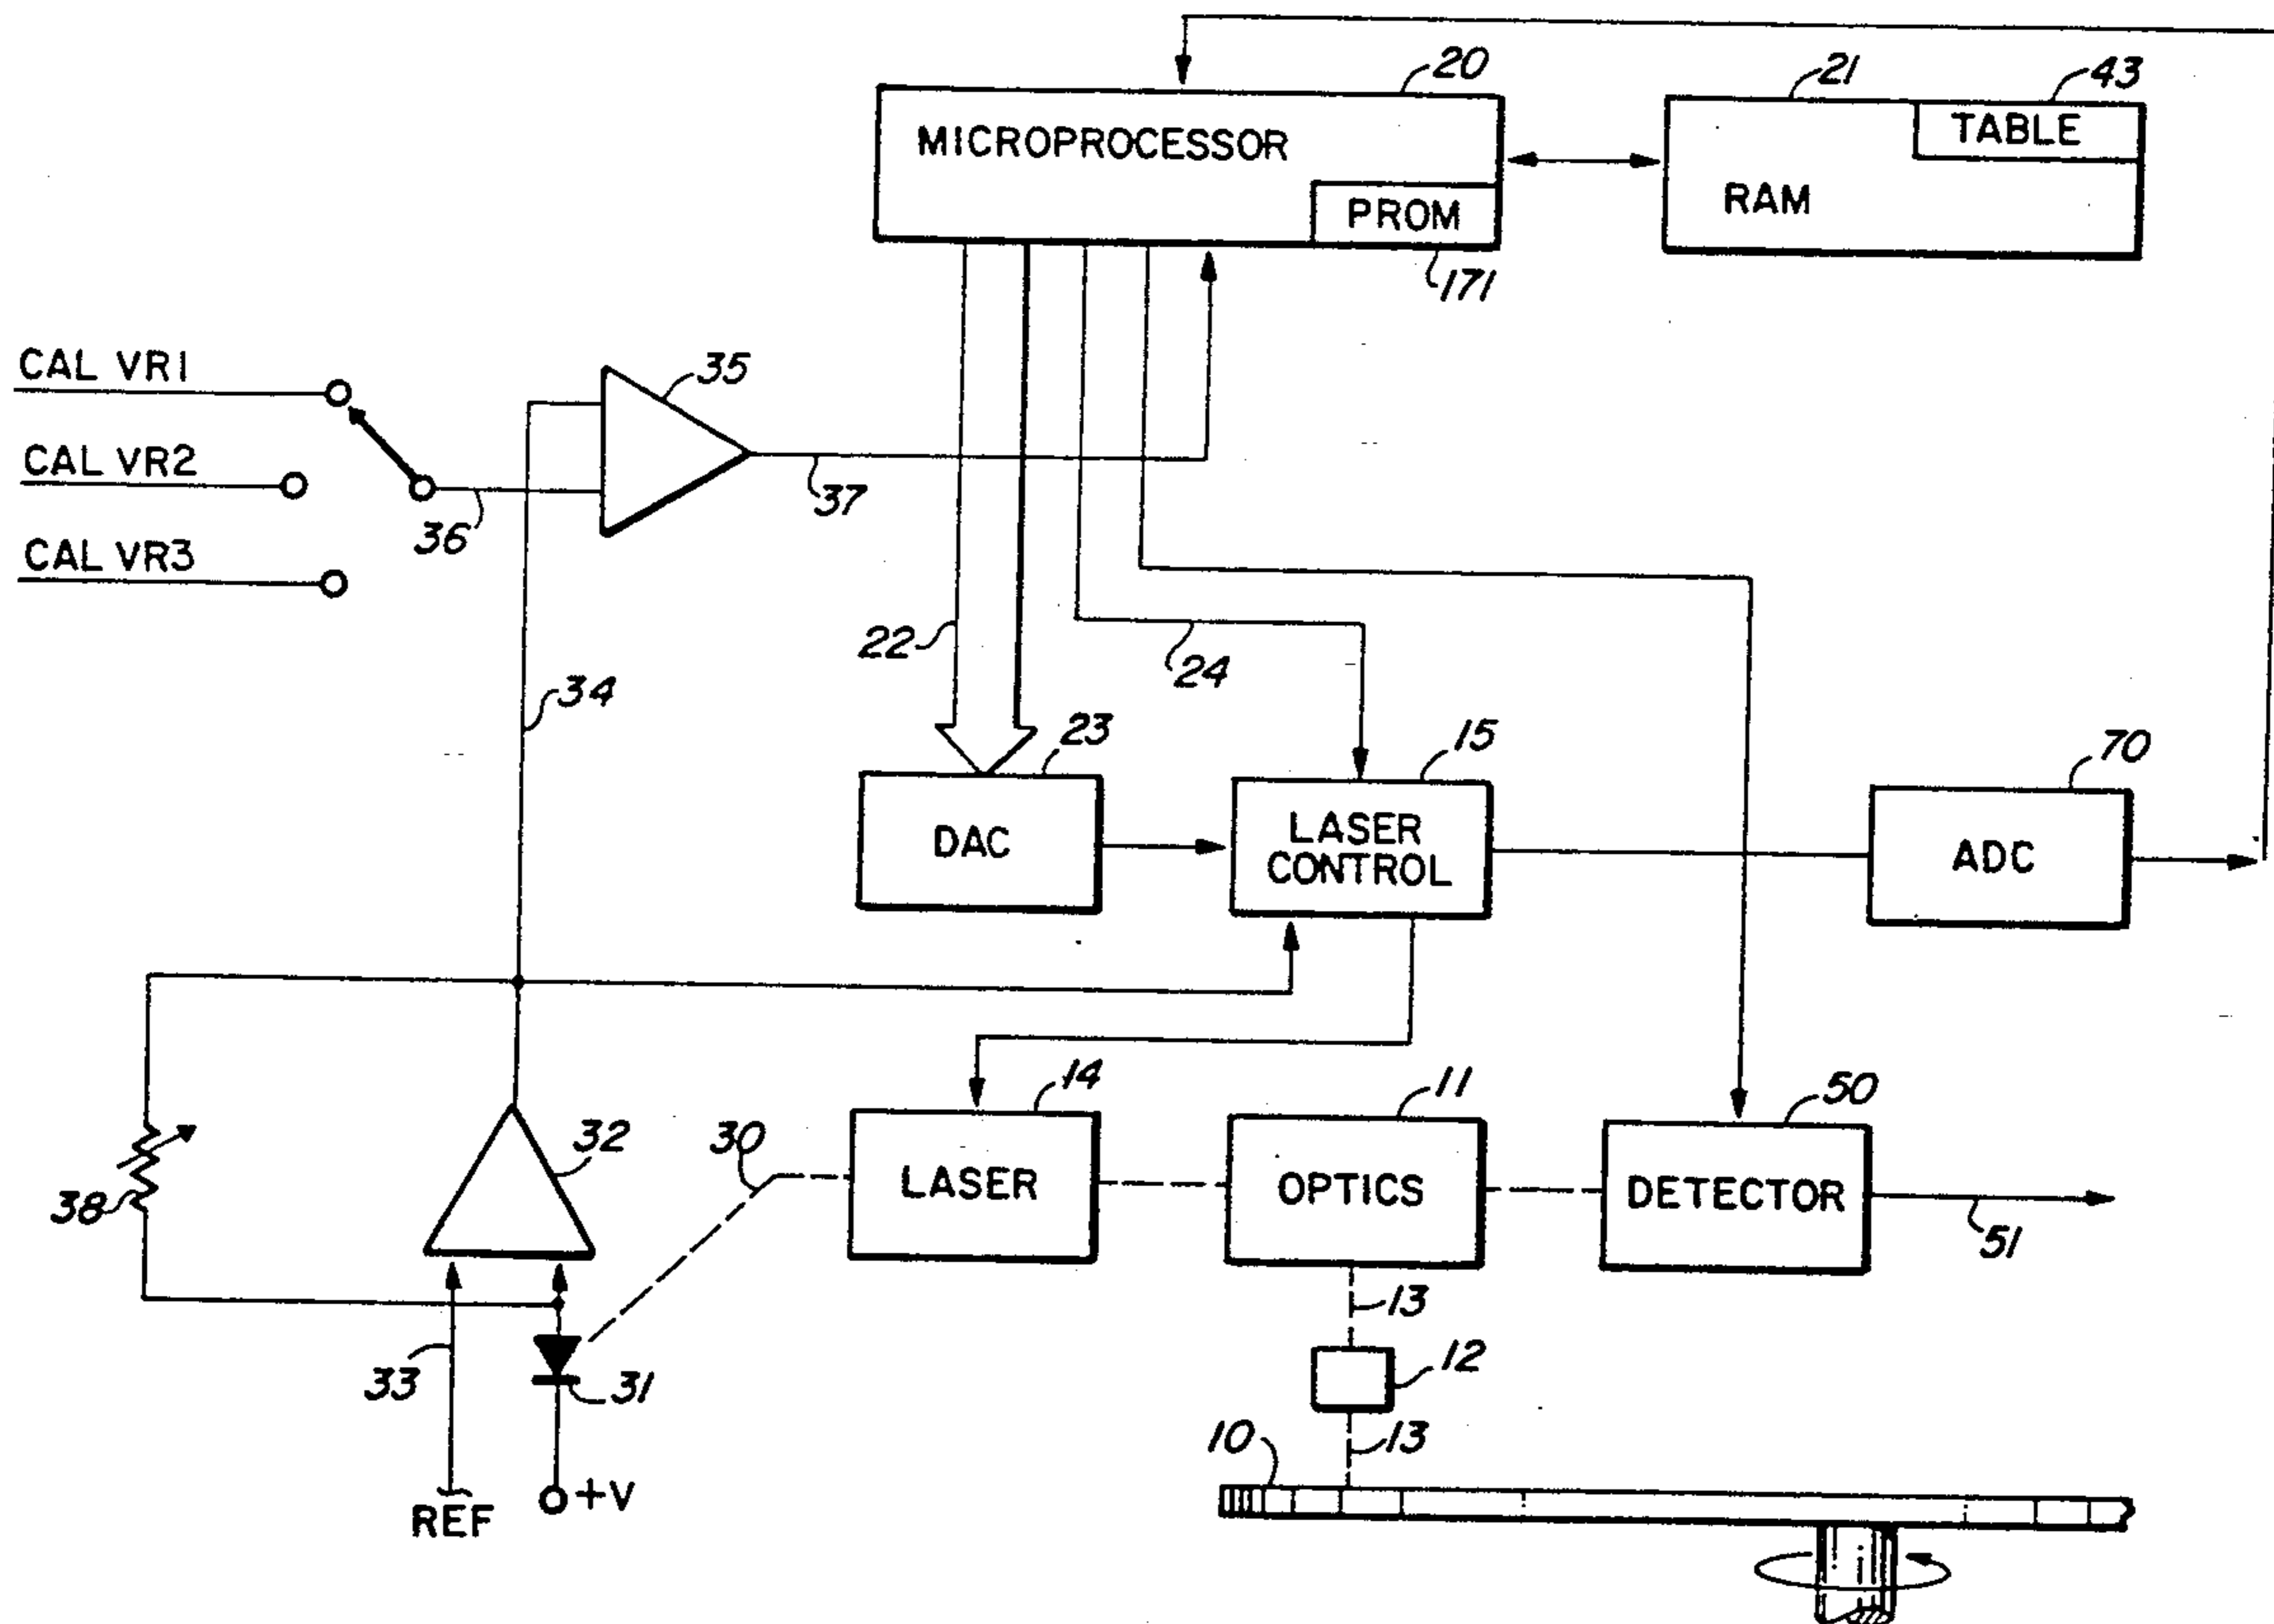 20
21
43
MICROPROCESSOR
TABLE
PROM
RAM
171
CAL VR1
35
CAL VR2
36
37
CAL VR3
22
24
34
23
15
70
DAC
LASER
CONTROL
ADC
14
11
50
32
30
38
LASER
OPTICS
DETECTOR
51
13
33
31
12
10
13
REF
+V